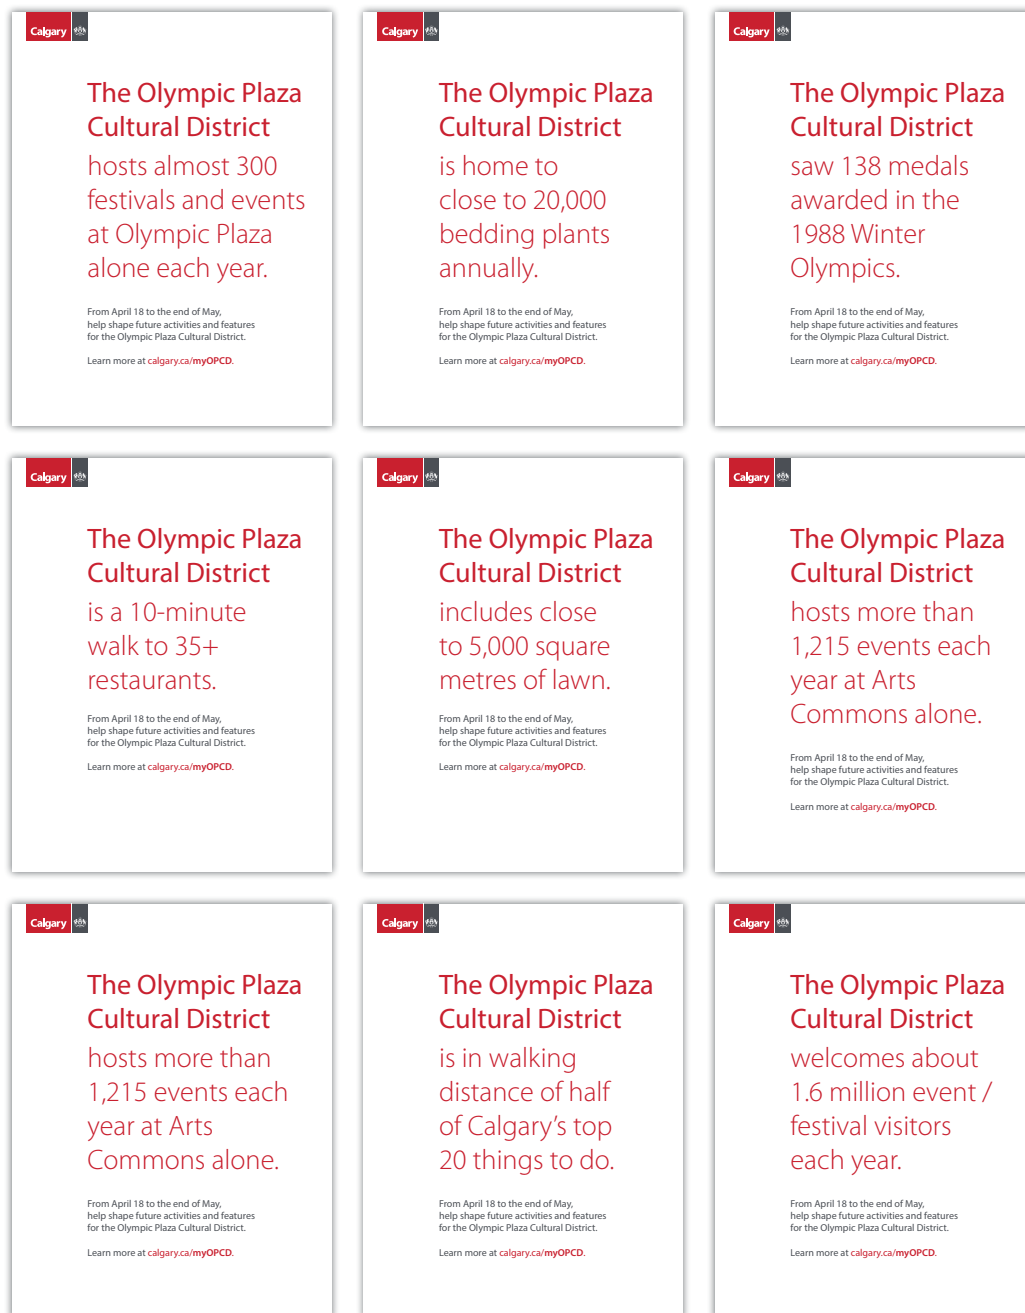 Calgary
The Olympic Plaza
Cultural District
hosts almost 300
festivals and events
at Olympic Plaza
alone each year.
From April 18 to the end of May,
help shape future activities and features
for the Olympic Plaza Cultural District.
Learn more at calgary.ca/myOPCD.
Calgary
The Olympic Plaza
Cultural District
is home to
close to 20,000
bedding plants
annually.
From April 18 to the end of May,
help shape future activities and features
for the Olympic Plaza Cultural District.
Learn more at calgary.ca/myOPCD.
Calgary
The Olympic Plaza
Cultural District
saw 138 medals
awarded in the
1988 Winter
Olympics.
From April 18 to the end of May,
help shape future activities and features
for the Olympic Plaza Cultural District.
Learn more at calgary.ca/myOPCD.
Calgary
The Olympic Plaza
Cultural District
is a 10-minute
walk to 35+
restaurants.
From April 18 to the end of May,
help shape future activities and features
for the Olympic Plaza Cultural District.
Learn more at calgary.ca/myOPCD.
Calgary
The Olympic Plaza
Cultural District
includes close
to 5,000 square
metres of lawn.
From April 18 to the end of May,
help shape future activities and features
for the Olympic Plaza Cultural District.
Learn more at calgary.ca/myOPCD.
Calgary
The Olympic Plaza
Cultural District
hosts more than
1,215 events each
year at Arts
Commons alone.
From April 18 to the end of May,
help shape future activities and features
for the Olympic Plaza Cultural District.
Learn more at calgary.ca/myOPCD.
Calgary
The Olympic Plaza
Cultural District
hosts more than
1,215 events each
year at Arts
Commons alone.
From April 18 to the end of May,
help shape future activities and features
for the Olympic Plaza Cultural District.
Learn more at calgary.ca/myOPCD.
Calgary
The Olympic Plaza
Cultural District
is in walking
distance of half
of Calgary's top
20 things to do.
From April 18 to the end of May,
help shape future activities and features
for the Olympic Plaza Cultural District.
Learn more at calgary.ca/myOPCD.
Calgary
The Olympic Plaza
Cultural District
welcomes about
1.6 million event /
festival visitors
each year.
From April 18 to the end of May,
help shape future activities and features
for the Olympic Plaza Cultural District.
Learn more at calgary.ca/myOPCD.